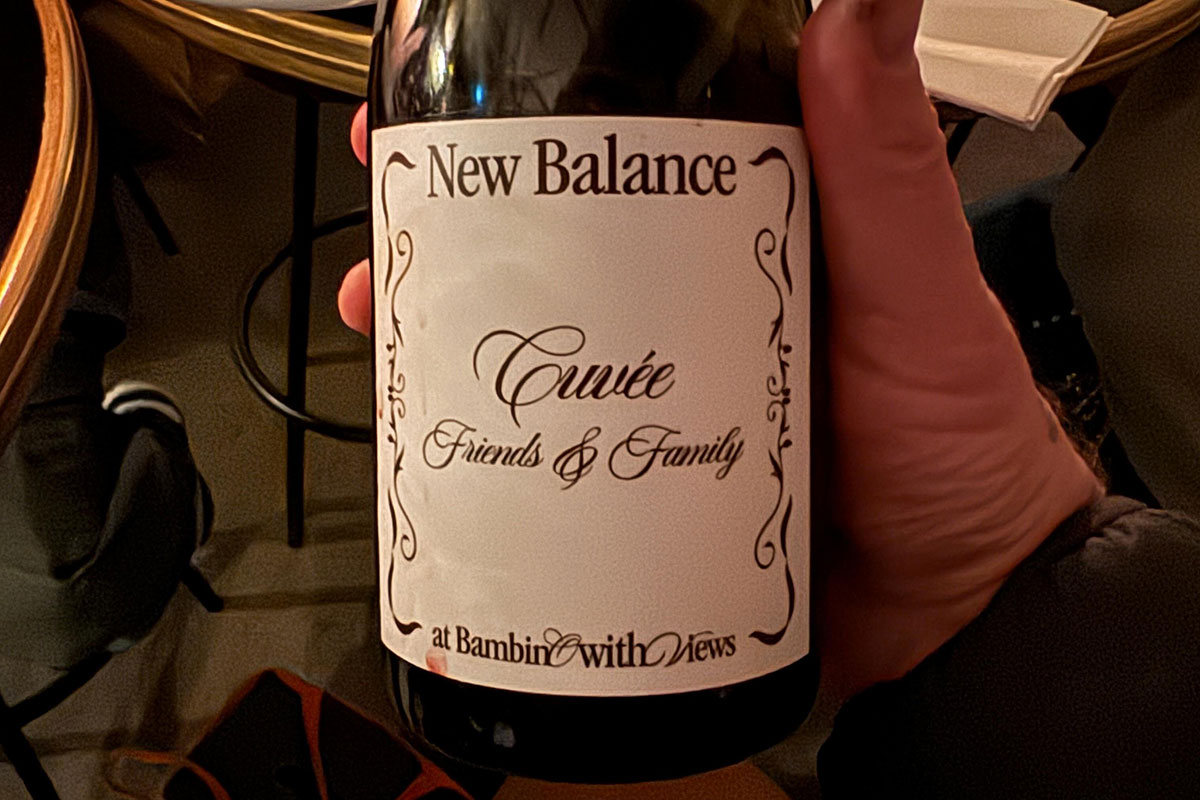 New Balance
Cuvée
Friends & Family
at Bambino with Views